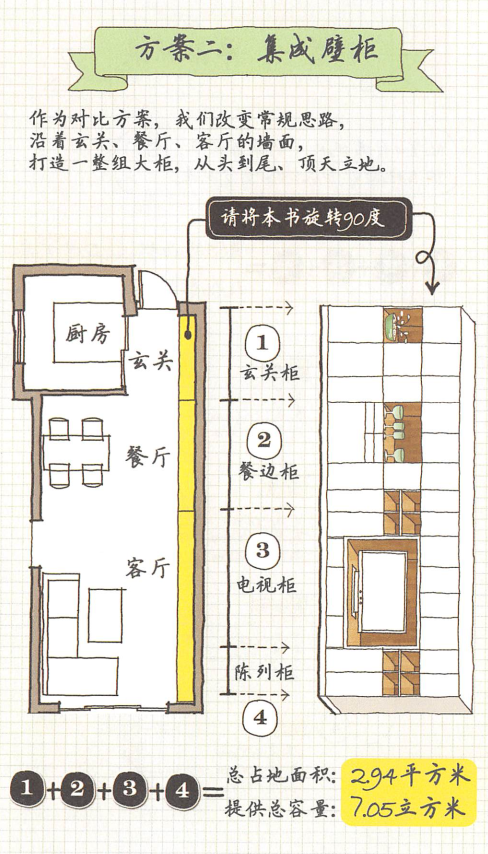 方案二：集成壁柜
作为对比方案，我们改变常规思路，
沿着玄关、餐厅、客厅的墙面，
打造一整组大柜，从头到尾、顶天立地。
请将本书旋转90度
厨房
玄关
餐厅
客厅
1
玄关柜
2
餐边柜
3
电视柜
陈列柜
4
1+2+3+4=
总占地面积：2.94平方米
提供总容量：7.05立方米